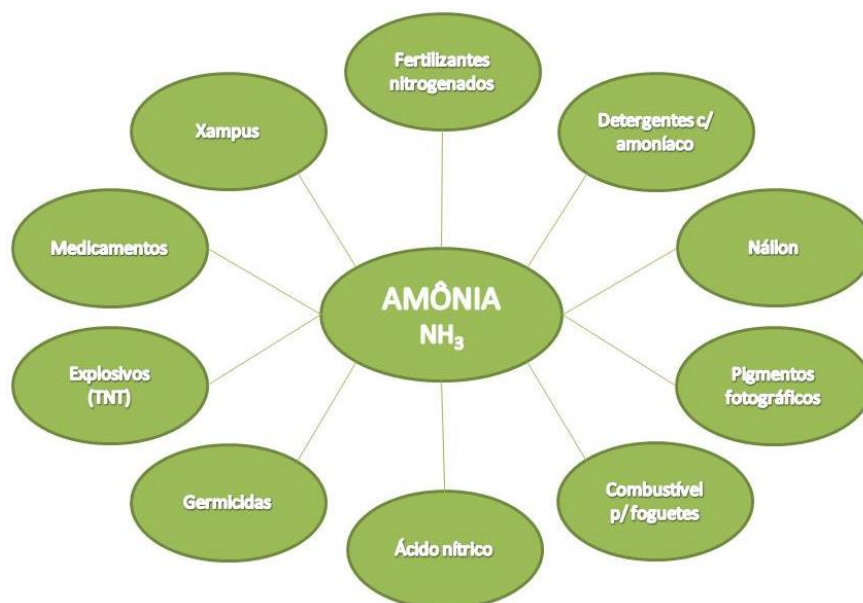 Fertilizantes
nitrogenados
Xampus
Detergentes c/
amoníaco
Medicamentos
Náilon
AMÔNIA
NH₃
Explosivos
(TNT)
Pigmentos
fotográficos
Germicidas
Combustível
p/ foguetes
Ácido nítrico